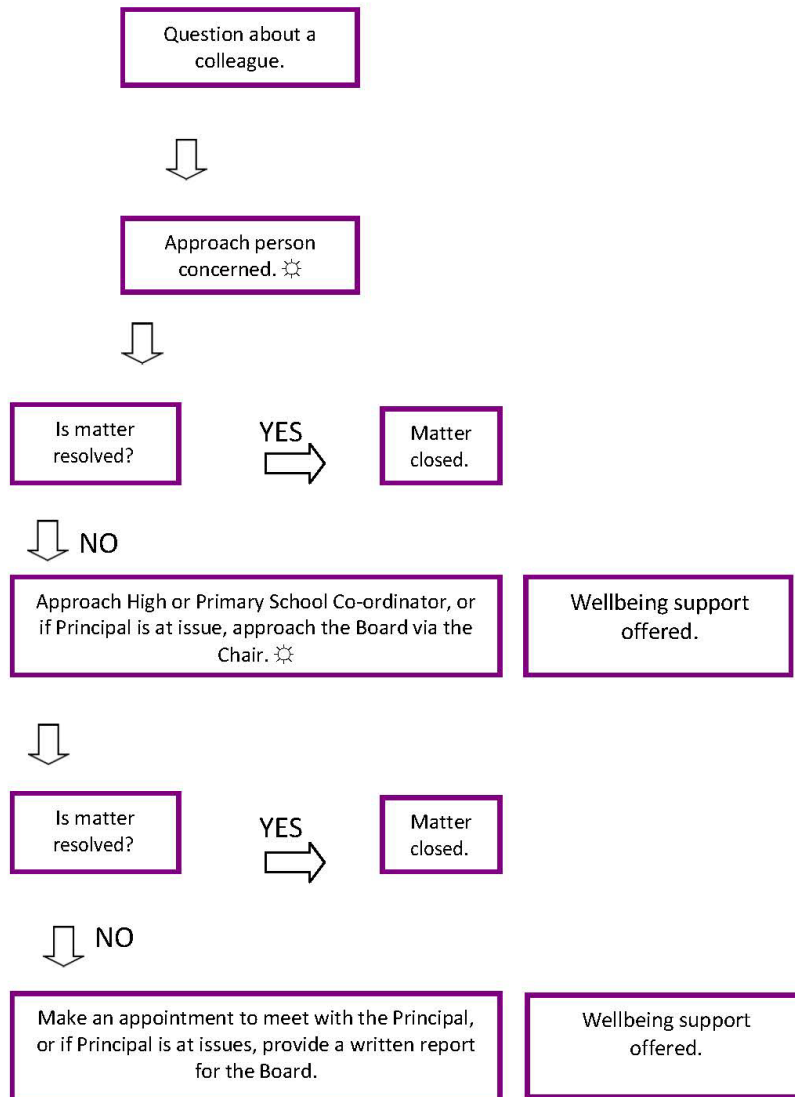 Question about a
colleague.
Approach person
concerned. ☼
Is matter
resolved?
YES
Matter
closed.
NO
Approach High or Primary School Co-ordinator, or
if Principal is at issue, approach the Board via the
Chair. ☼
Wellbeing support
offered.
Is matter
resolved?
YES
Matter
closed.
NO
Make an appointment to meet with the Principal,
or if Principal is at issues, provide a written report
for the Board.
Wellbeing support
offered.